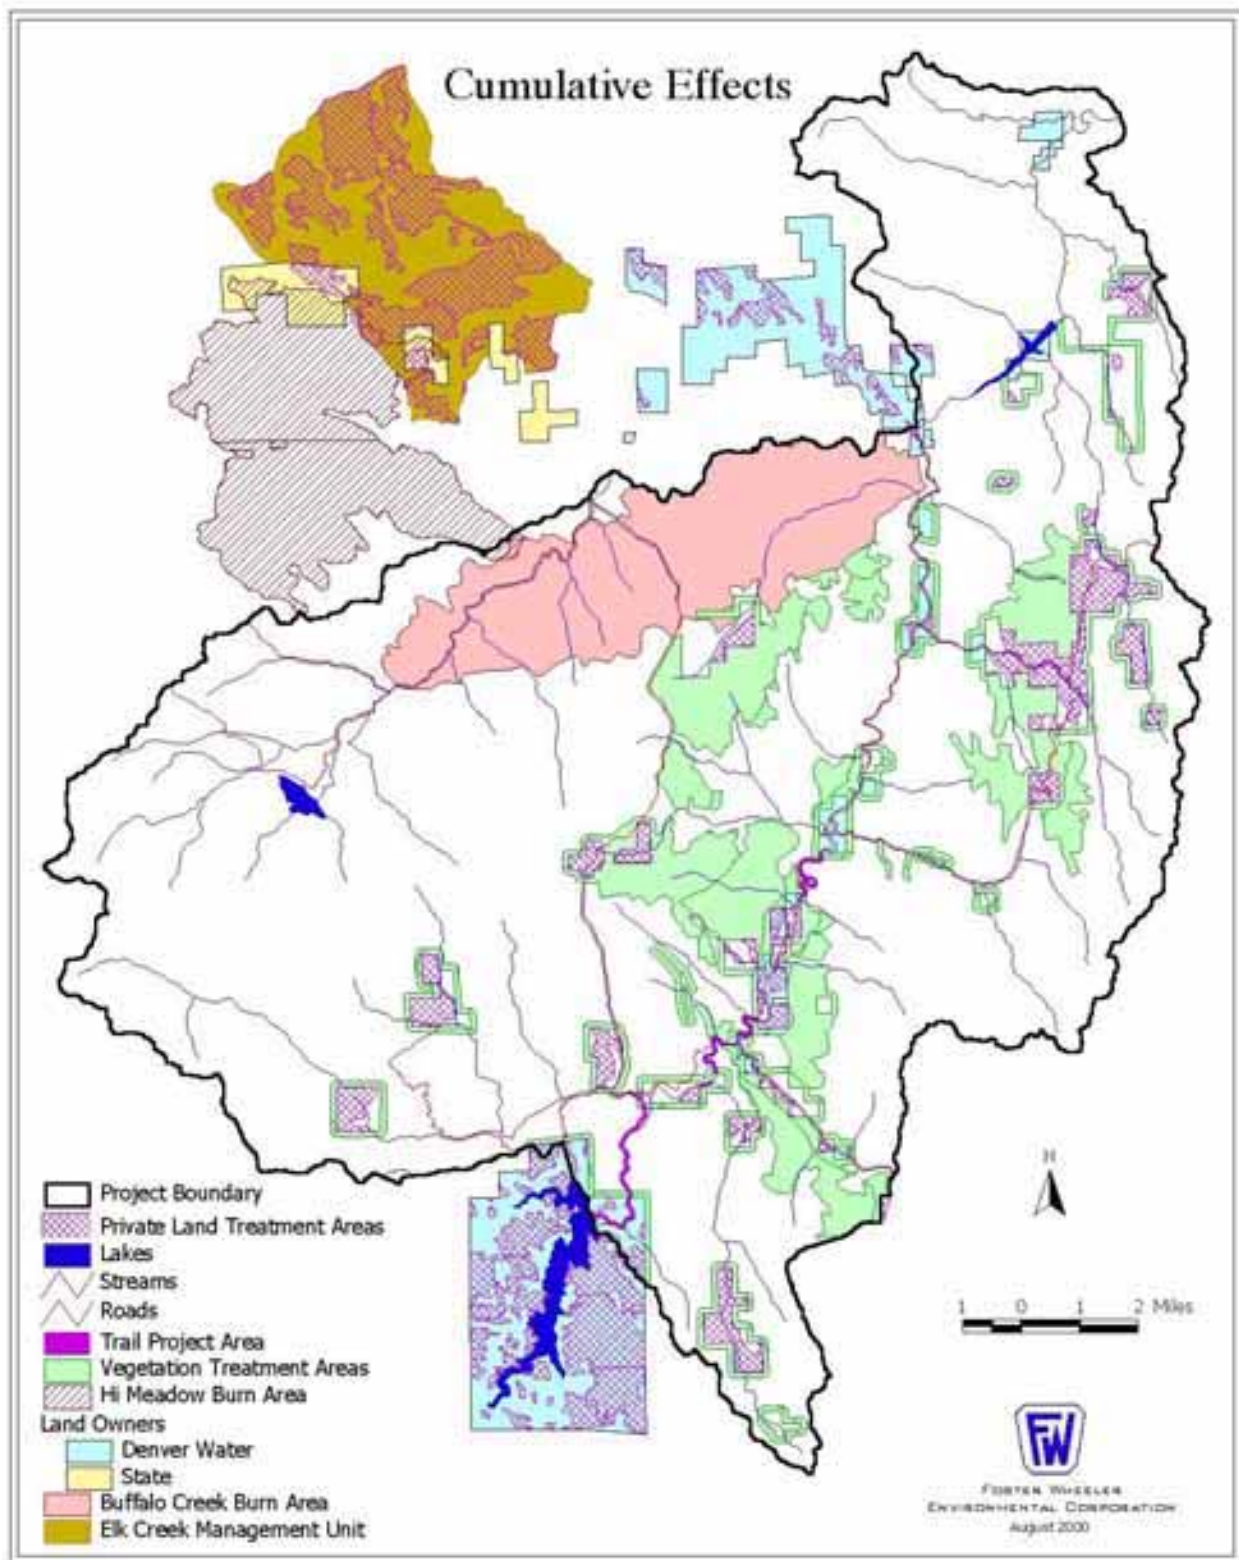 Cumulative Effects
Project Boundary
Private Land Treatment Areas
Lakes
Streams
Roads
Trail Project Area
Vegetation Treatment Areas
Hi Meadow Burn Area
Land Owners
Denver Water
State
Buffalo Creek Burn Area
Elk Creek Management Unit
N
1 0 1 2 Miles
FW
FOSTER WHEELER
ENVIRONMENTAL CORPORATION
August 2000